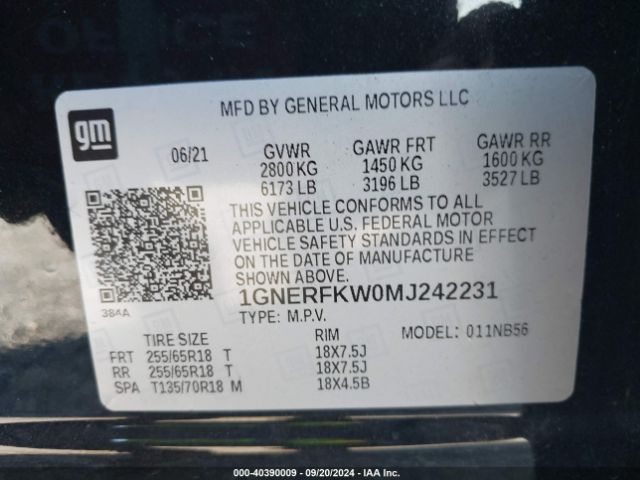 gm
MFD BY GENERAL MOTORS LLC
06/21 GVWR GAWR FRT GAWR RR
2800 KG 1450 KG 1600 KG
6173 LB 3196 LB 3527 LB
THIS VEHICLE CONFORMS TO ALL
APPLICABLE U.S. FEDERAL MOTOR
VEHICLE SAFETY STANDARDS IN EFFECT
ON THE DATE OF MANUFACTURE
SHOWN ABOVE.
384A
1GNERFKW0MJ242231
TYPE: M.P.V. MODEL: 011NB56
TIRE SIZE RIM
FRT 255/65R18 T 18X7.5J
RR 255/65R18 T 18X7.5J
SPA T135/70R18 M 18X4.5B
000-40390009 - 09/20/2024 - IAA Inc.